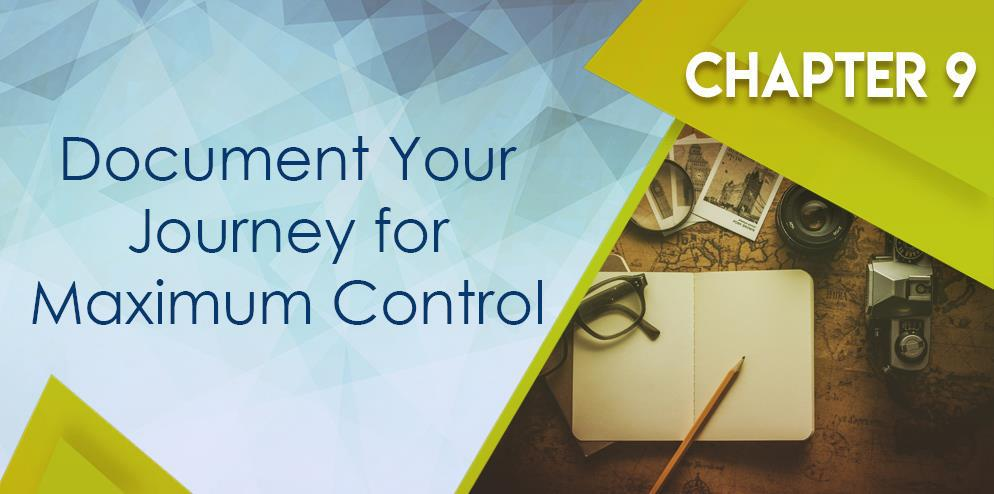 CHAPTER 9
Document Your
Journey for
Maximum Control